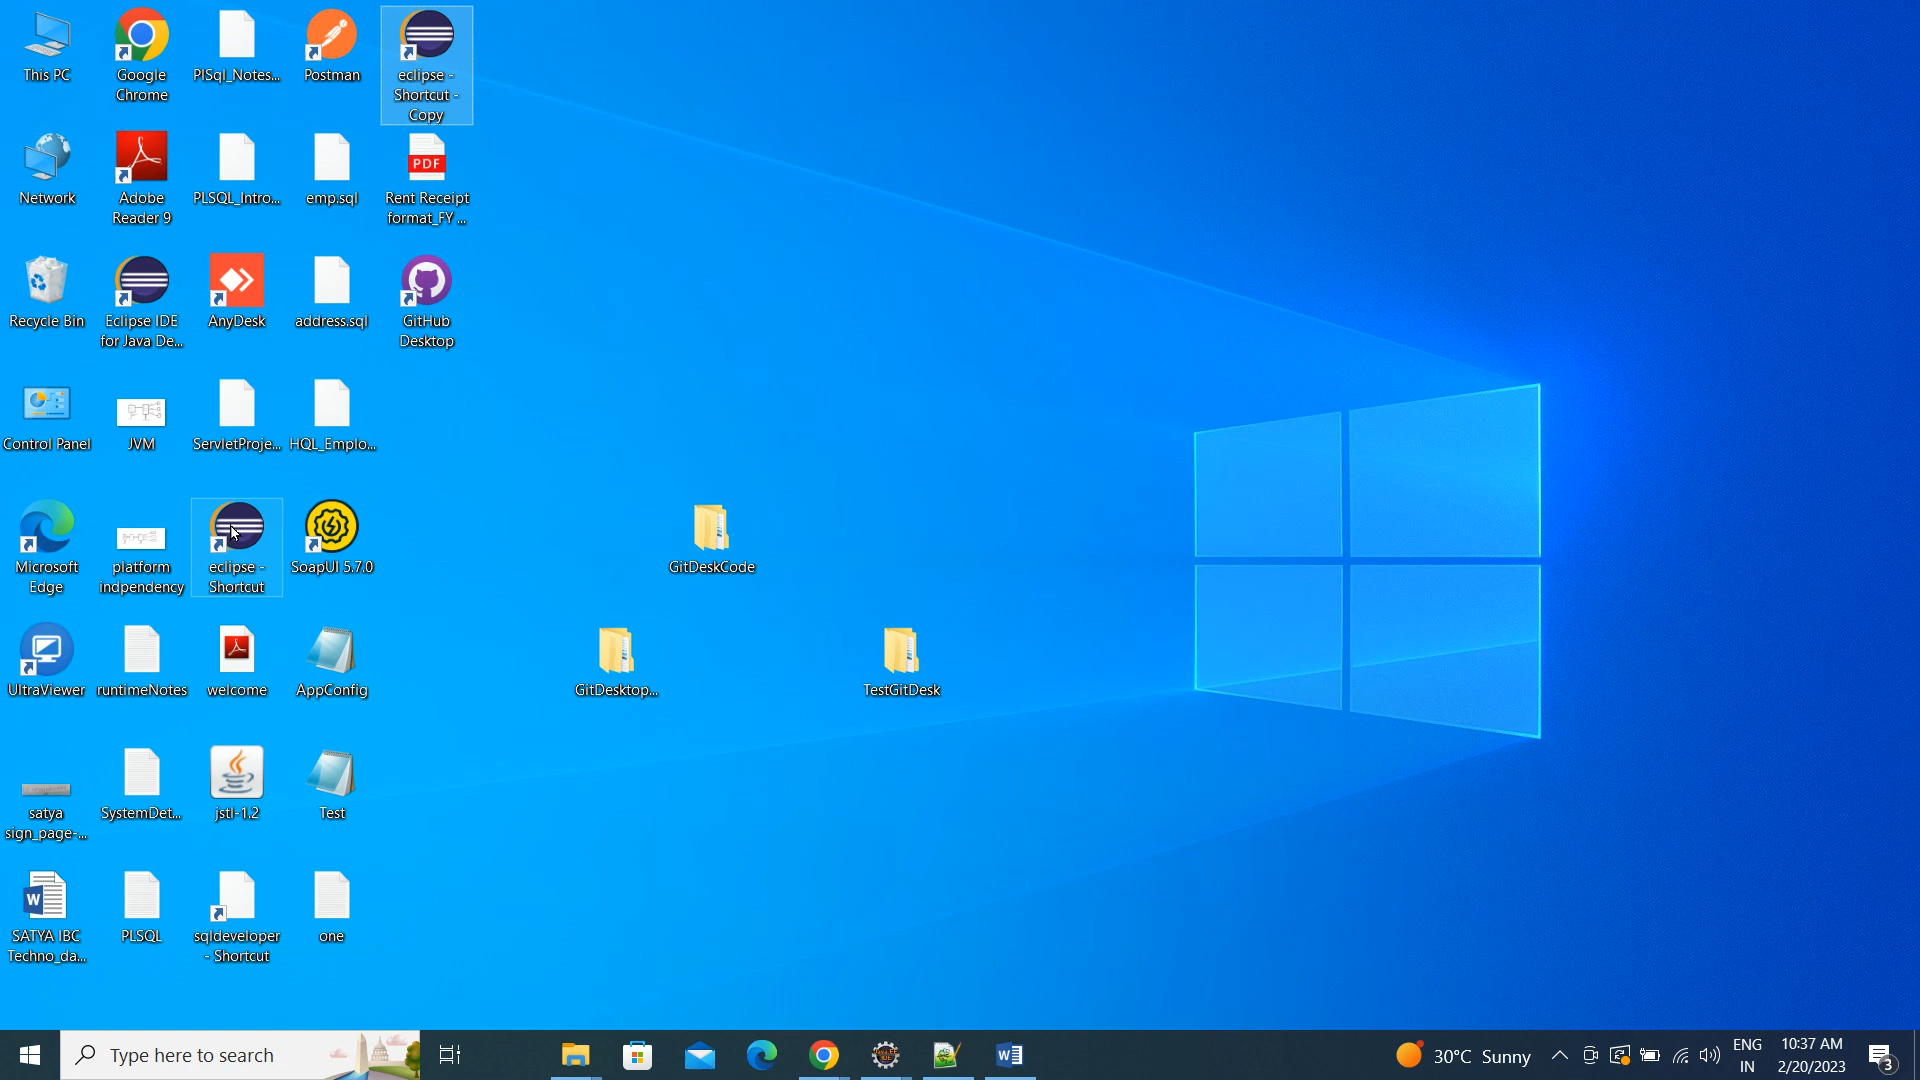 This PC
Google
Chrome
PlSql_Notes...
Postman
eclipse -
Shortcut -
Copy
Network
Adobe
Reader 9
PLSQL_Intro...
emp.sql
PDF
Rent Receipt
format_FY ...
Recycle Bin
Eclipse IDE
for Java De...
AnyDesk
address.sql
GitHub
Desktop
Control Panel
JVM
ServletProje...
HQL_Emplo...
Microsoft
Edge
platform
indpendency
eclipse -
Shortcut
SoapUI 5.7.0
GitDeskCode
UltraViewer
runtimeNotes
welcome
AppConfig
GitDesktop...
TestGitDesk
satya
sign_page-...
SystemDet...
jstl-1.2
Test
SATYA IBC
Techno_da...
PLSQL
sqldeveloper
- Shortcut
one
Type here to search
30°C Sunny
ENG
IN
10:37 AM
2/20/2023
3